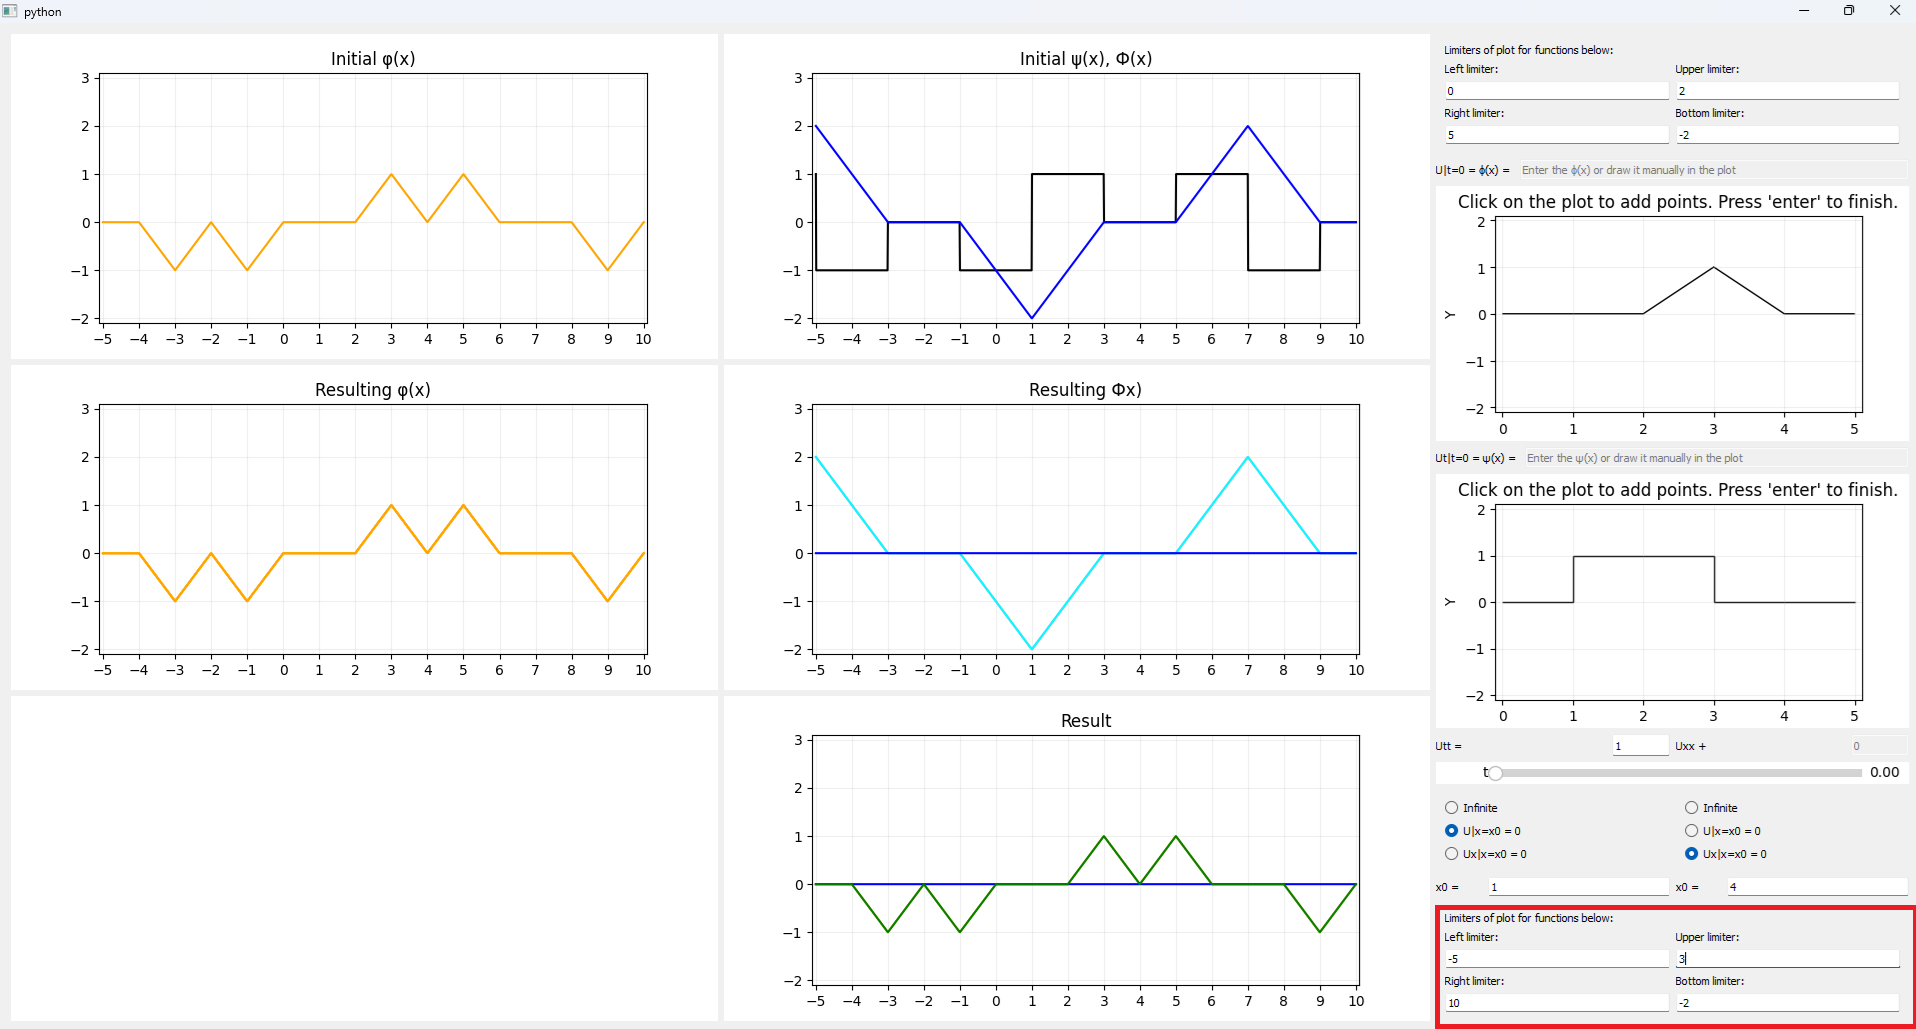 python
Initial φ(x)
3
2
1
0
−1
−2
−5 −4 −3 −2 −1 0 1 2 3 4 5 6 7 8 9 10
Initial ψ(x), Φ(x)
3
2
1
0
−1
−2
−5 −4 −3 −2 −1 0 1 2 3 4 5 6 7 8 9 10
Resulting φ(x)
3
2
1
0
−1
−2
−5 −4 −3 −2 −1 0 1 2 3 4 5 6 7 8 9 10
Resulting Φx)
3
2
1
0
−1
−2
−5 −4 −3 −2 −1 0 1 2 3 4 5 6 7 8 9 10
Result
3
2
1
0
−1
−2
−5 −4 −3 −2 −1 0 1 2 3 4 5 6 7 8 9 10
Limiters of plot for functions below:
Left limiter: Upper limiter:
0 2
Right limiter: Bottom limiter:
5 -2
U|t=0 = ϕ(x) = Enter the ϕ(x) or draw it manually in the plot
Click on the plot to add points. Press 'enter' to finish.
2
1
Y 0
−1
−2
0 1 2 3 4 5
Ut|t=0 = ψ(x) = Enter the ψ(x) or draw it manually in the plot
Click on the plot to add points. Press 'enter' to finish.
2
1
Y 0
−1
−2
0 1 2 3 4 5
Utt = 1 Uxx + 0
t 0.00
Infinite Infinite
U|x=x0 = 0 U|x=x0 = 0
Ux|x=x0 = 0 Ux|x=x0 = 0
x0 = 1 x0 = 4
Limiters of plot for functions below:
Left limiter: Upper limiter:
-5 3
Right limiter: Bottom limiter:
10 -2